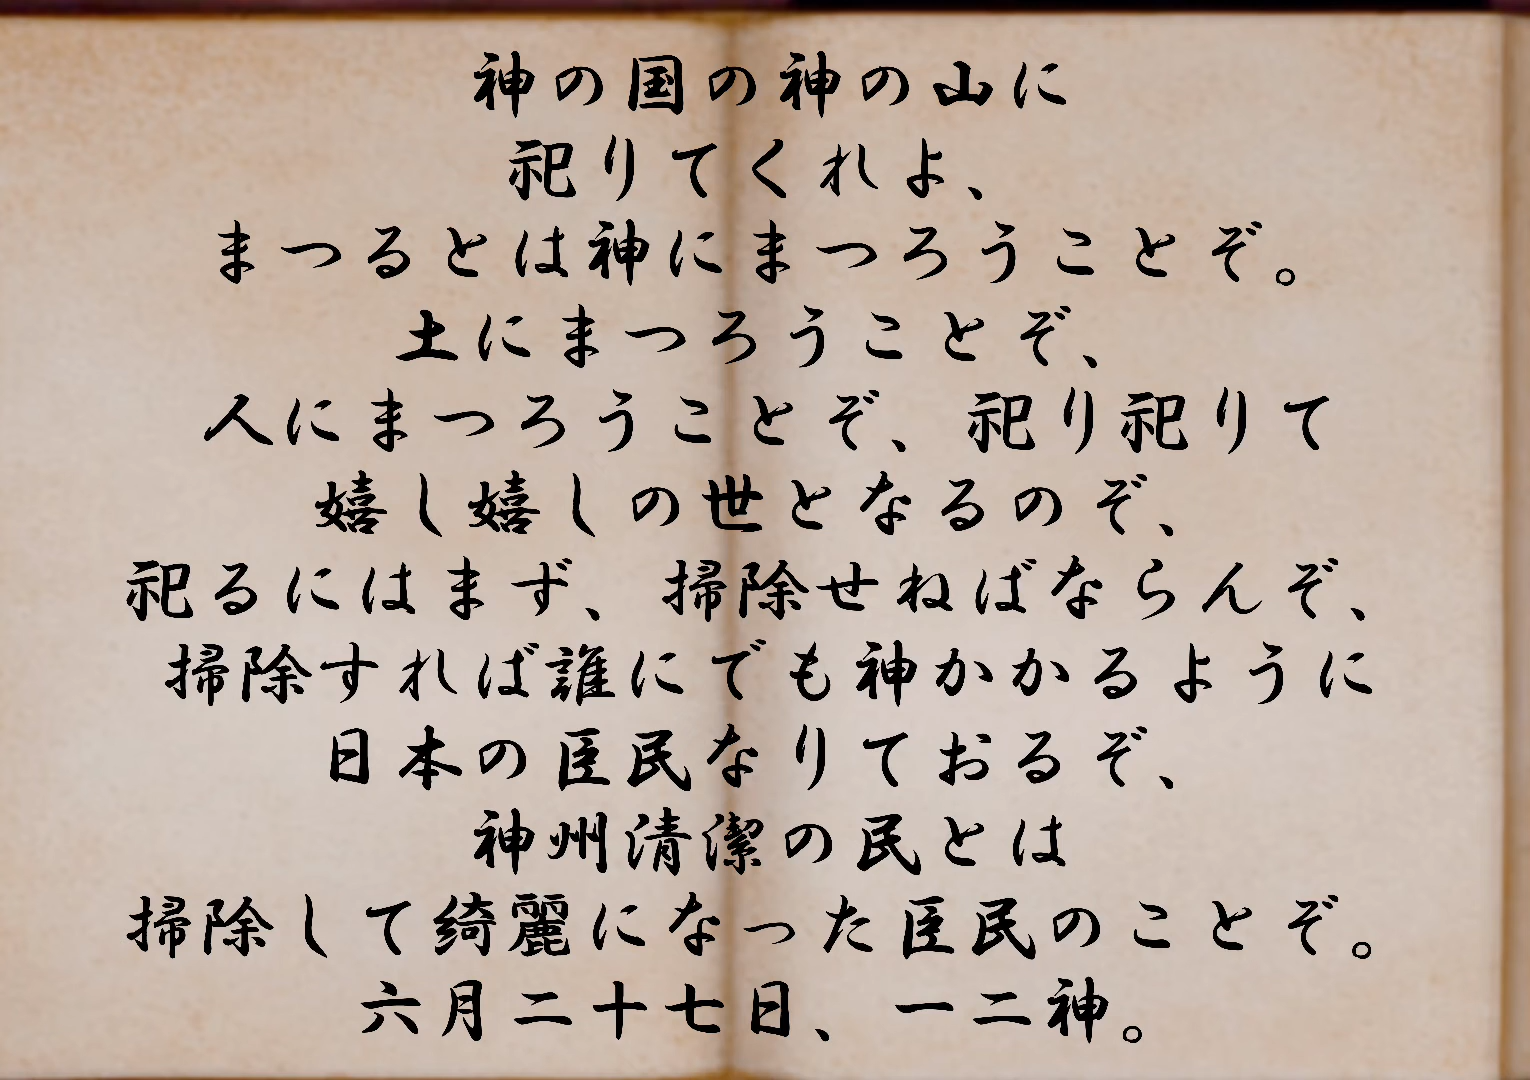 神の国の神の山に
祀りてくれよ、
まつるとは神にまつろうことぞ。
土にまつろうことぞ、
人にまつろうことぞ、祀り祀りて
嬉し嬉しの世となるのぞ、
祀るにはまず、掃除せねばならんぞ、
掃除すれば誰にでも神かかるように
日本の臣民なりておるぞ、
神州清潔の民とは
掃除して綺麗になった臣民のことぞ。
六月二十七日、一二神。